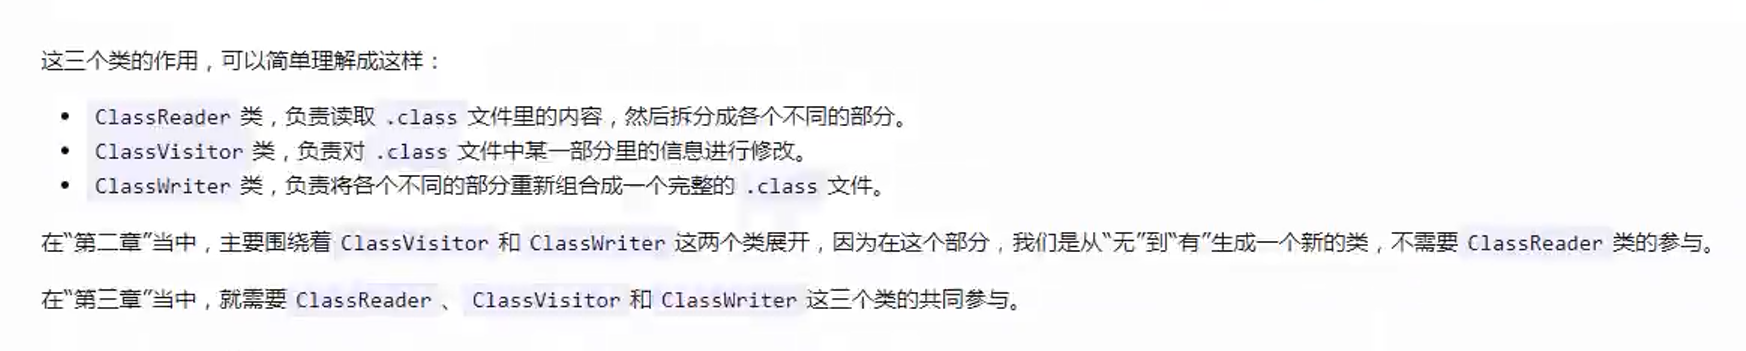 这三个类的作用，可以简单理解成这样：
• ClassReader 类，负责读取 .class 文件里的内容，然后拆分成各个不同的部分。
• ClassVisitor 类，负责对 .class 文件中某一部分里的信息进行修改。
• ClassWriter 类，负责将各个不同的部分重新组合成一个完整的 .class 文件。
在“第二章”当中，主要围绕着 ClassVisitor 和 ClassWriter 这两个类展开，因为在这个部分，我们是从“无”到“有”生成一个新的类，不需要 ClassReader 类的参与。
在“第三章”当中，就需要 ClassReader 、 ClassVisitor 和 ClassWriter 这三个类的共同参与。